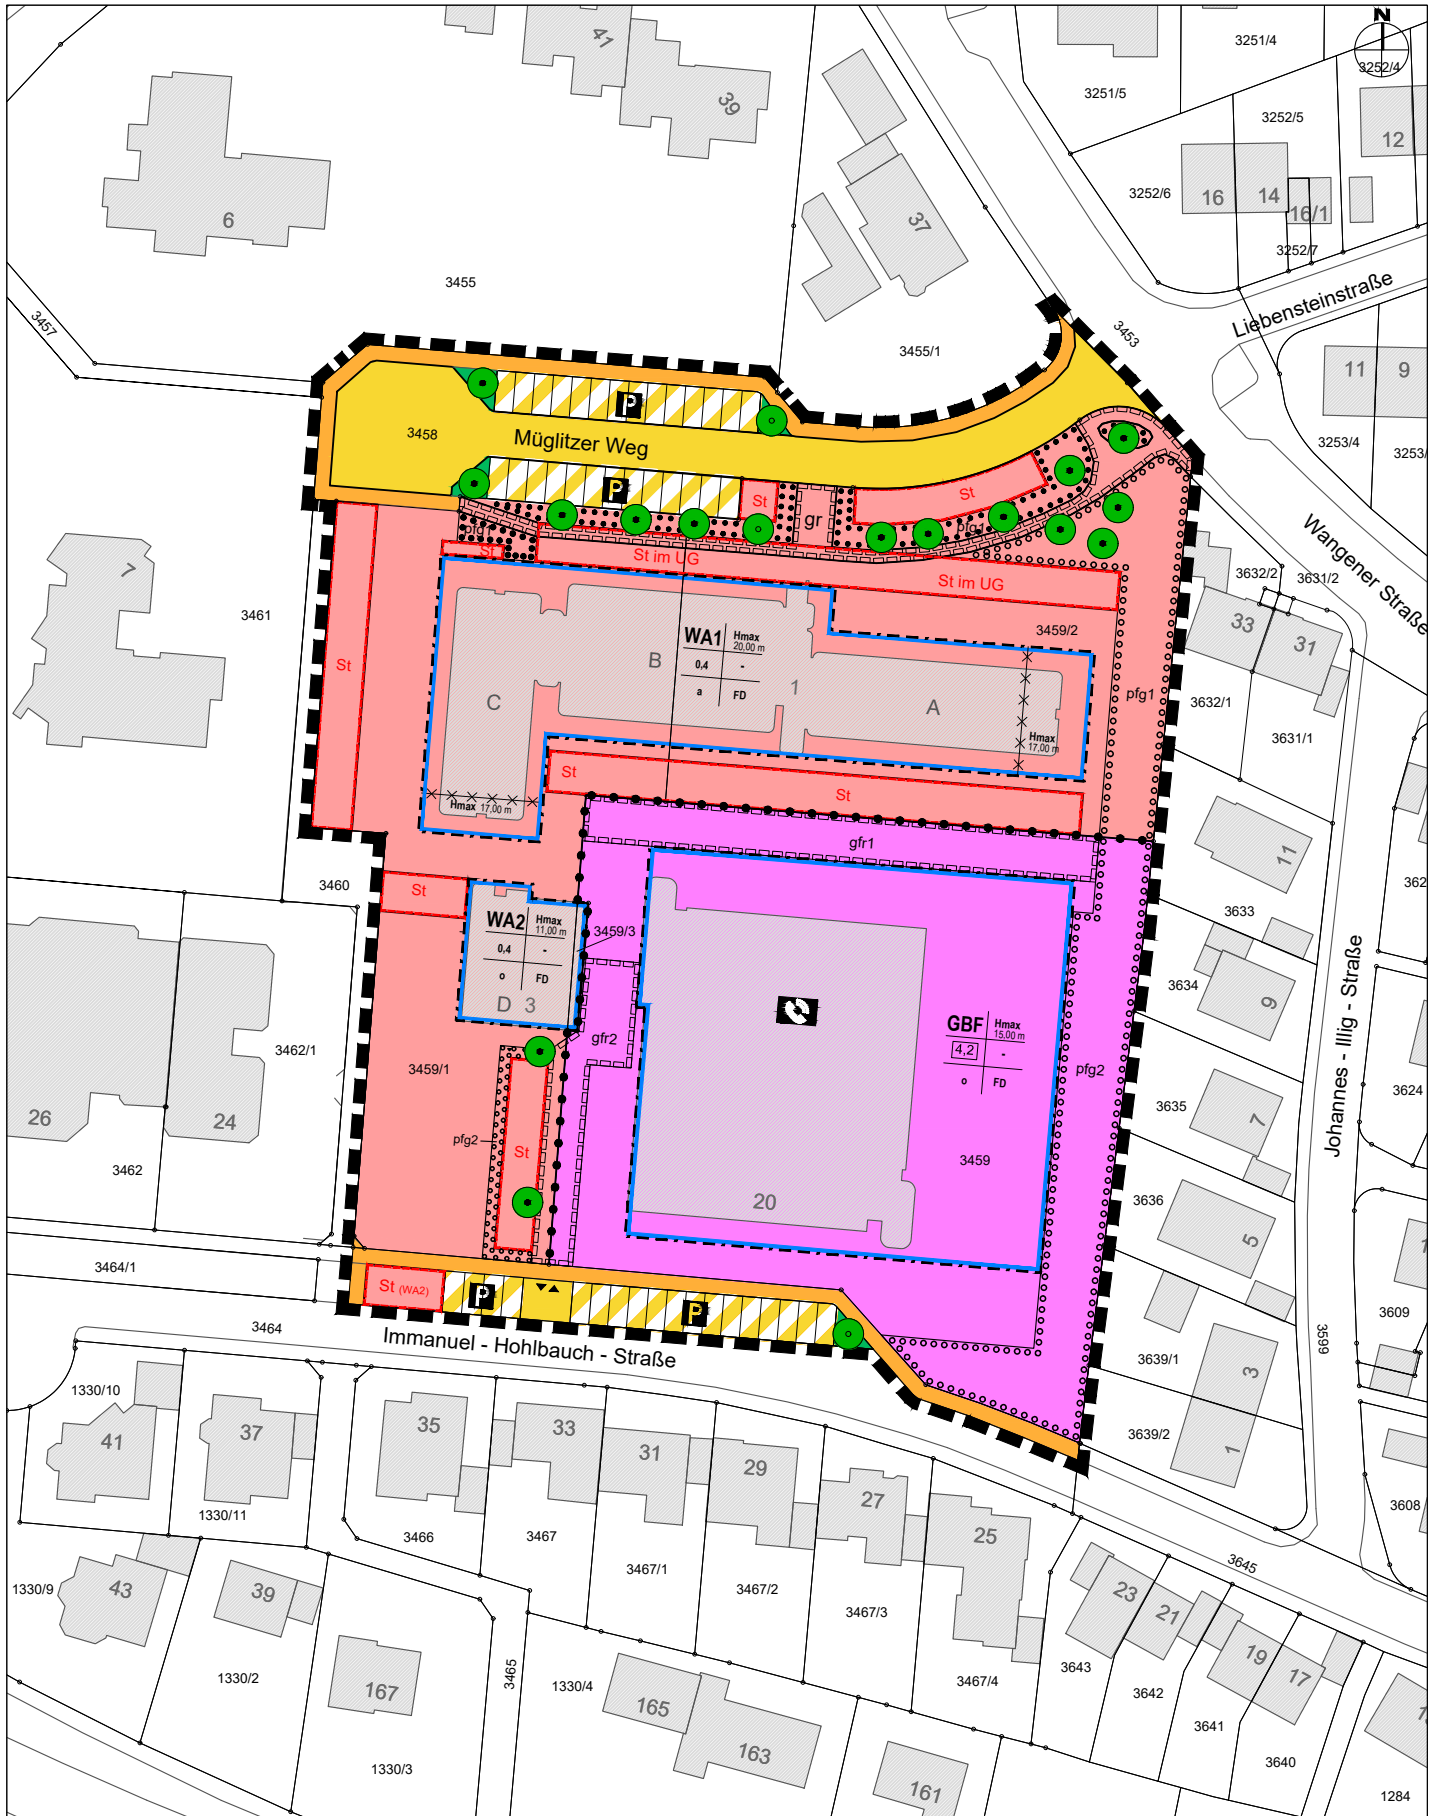 N
41
39
3251/4
3252/4
3251/5
3252/5
12
3252/6
16
14
16/1
3252/7
6
37
3455
3457
Liebensteinstraße
3453
3455/1
11
9
3253/4
3253/
P
3458
Müglitzer Weg
P
St
St
gr
pfg1
pfg1
St
St im UG
St im UG
Wangener Straße
7
3461
3632/2
3631/2
33
31
3459/2
WA1
Hmax
20,00 m
0,4
-
a
FD
B
C
1
A
St
pfg1
3632/1
3631/1
Hmax
17,00 m
St
St
Hmax 17,00 m
gfr1
11
3460
St
362
3633
WA2
Hmax
11,00 m
0,4
-
o
FD
D 3
3459/3
3634
9
Johannes - Illig - Straße
GBF
Hmax
15,00 m
4,2
-
o
FD
gfr2
3462/1
3459/1
pfg2
3635
7
3624
26
24
pfg2
St
3462
3459
3636
20
5
1
3464/1
St (WA2)
P
P
3464
Immanuel - Hohlbauch - Straße
3609
3599
3639/1
3
1330/10
41
37
35
33
31
29
27
25
3639/2
1
1330/11
3466
3467
3467/1
3467/2
3467/3
3608
3645
1330/9
43
39
23
21
19
17
1330/2
167
3465
1330/4
165
163
3467/4
3643
3642
3641
3640
1330/3
161
1284